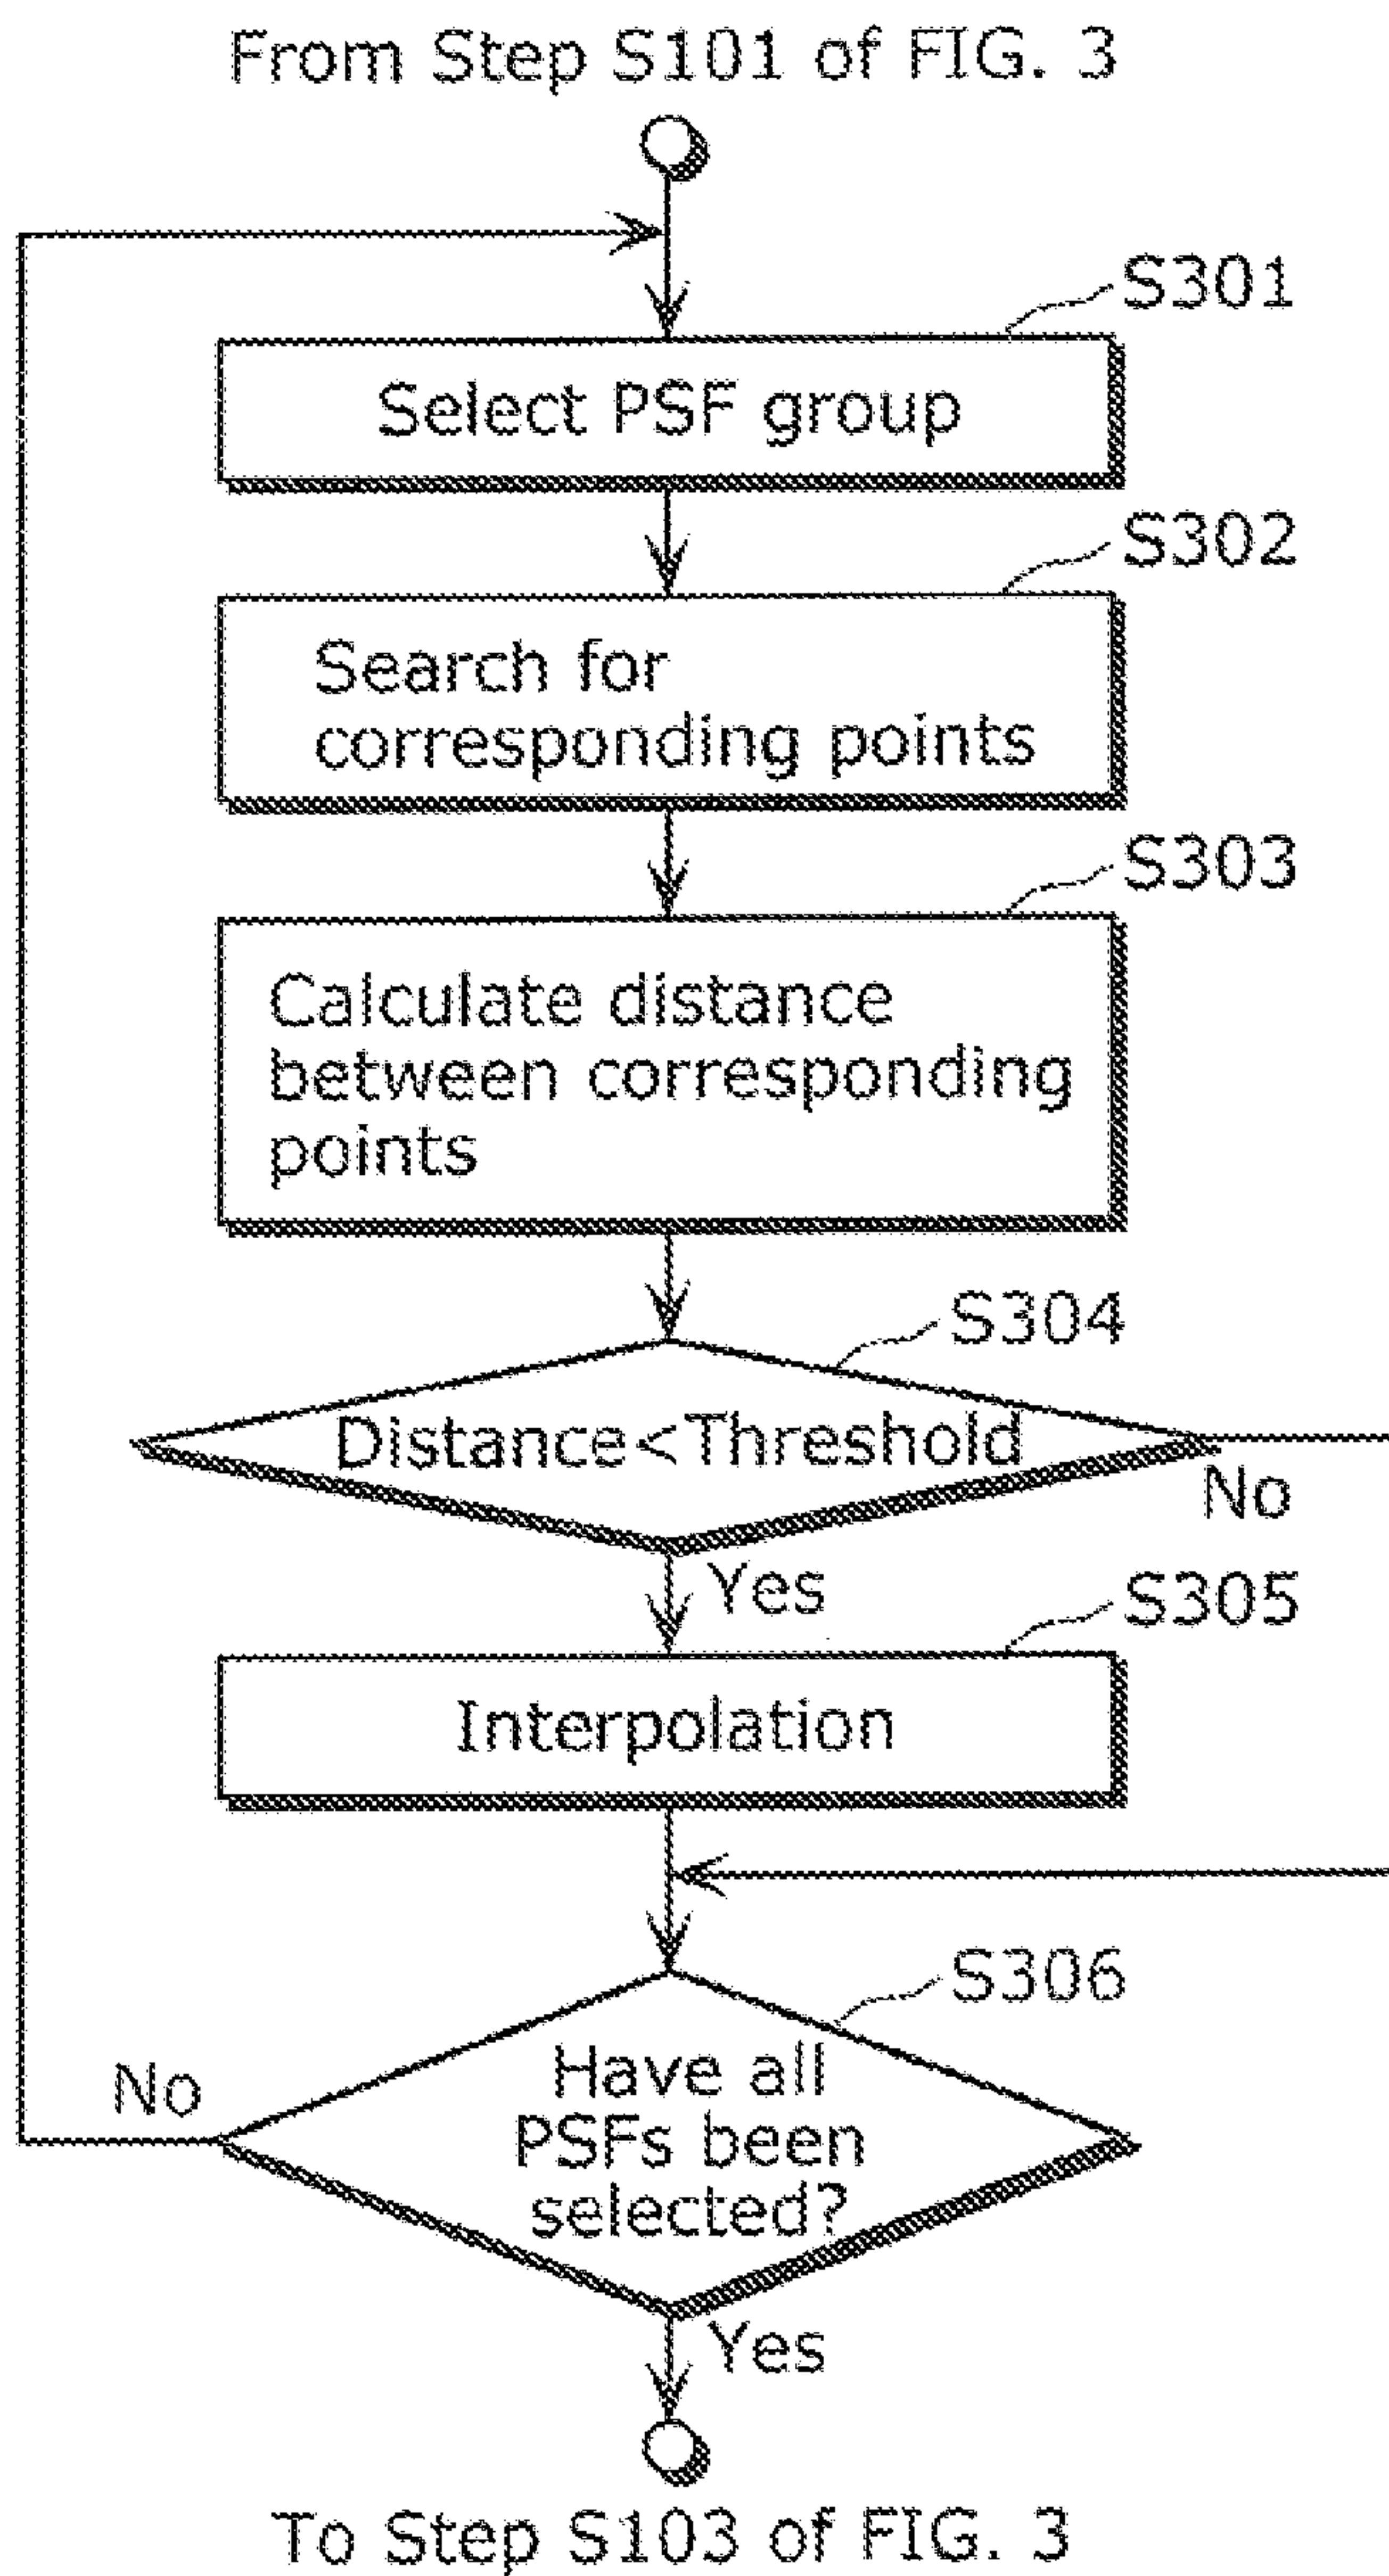 From Step S101 of FIG. 3
S301
Select PSF group
S302
Search for
corresponding points
S303
Calculate distance
between corresponding
points
S304
Distance<Threshold
No
Yes
S305
Interpolation
S306
Have all
PSFs been
selected?
No
Yes
To Step S103 of FIG. 3